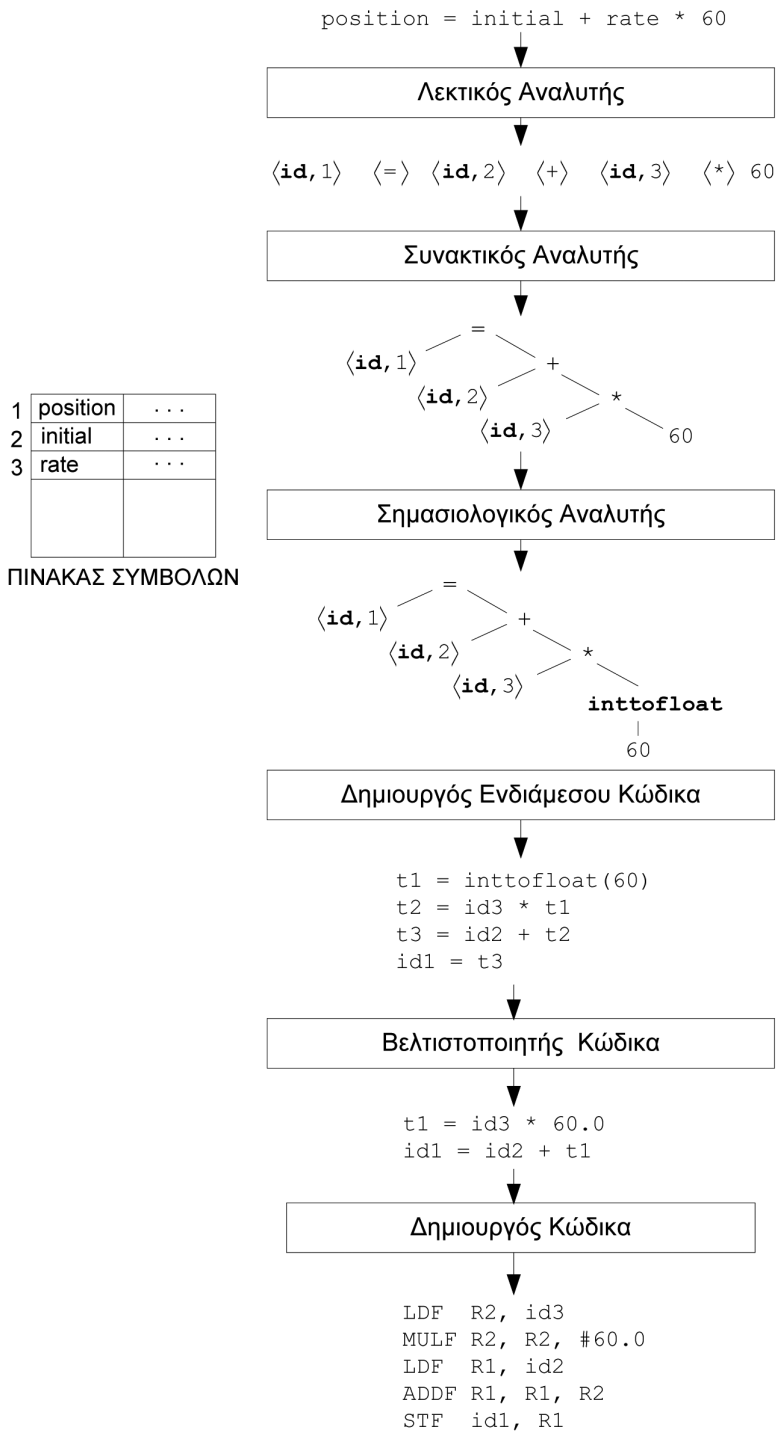 position = initial + rate * 60
Λεκτικός Αναλυτής
⟨id,1⟩ ⟨=⟩ ⟨id,2⟩ ⟨+⟩ ⟨id,3⟩ ⟨*⟩ 60
Συνακτικός Αναλυτής
=
⟨id,1⟩ +
⟨id,2⟩ *
⟨id,3⟩ 60
1 position ...
2 initial ...
3 rate ...
ΠΙΝΑΚΑΣ ΣΥΜΒΟΛΩΝ
Σημασιολογικός Αναλυτής
=
⟨id,1⟩ +
⟨id,2⟩ *
⟨id,3⟩ inttofloat
60
Δημιουργός Ενδιάμεσου Κώδικα
t1 = inttofloat(60)
t2 = id3 * t1
t3 = id2 + t2
id1 = t3
Βελτιστοποιητής Κώδικα
t1 = id3 * 60.0
id1 = id2 + t1
Δημιουργός Κώδικα
LDF R2, id3
MULF R2, R2, #60.0
LDF R1, id2
ADDF R1, R1, R2
STF id1, R1